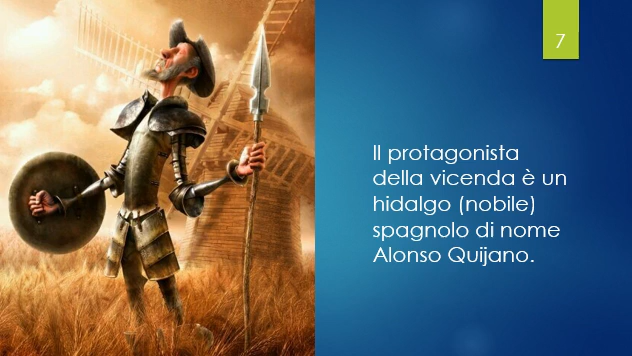 7
Il protagonista
della vicenda è un
hidalgo (nobile)
spagnolo di nome
Alonso Quijano.